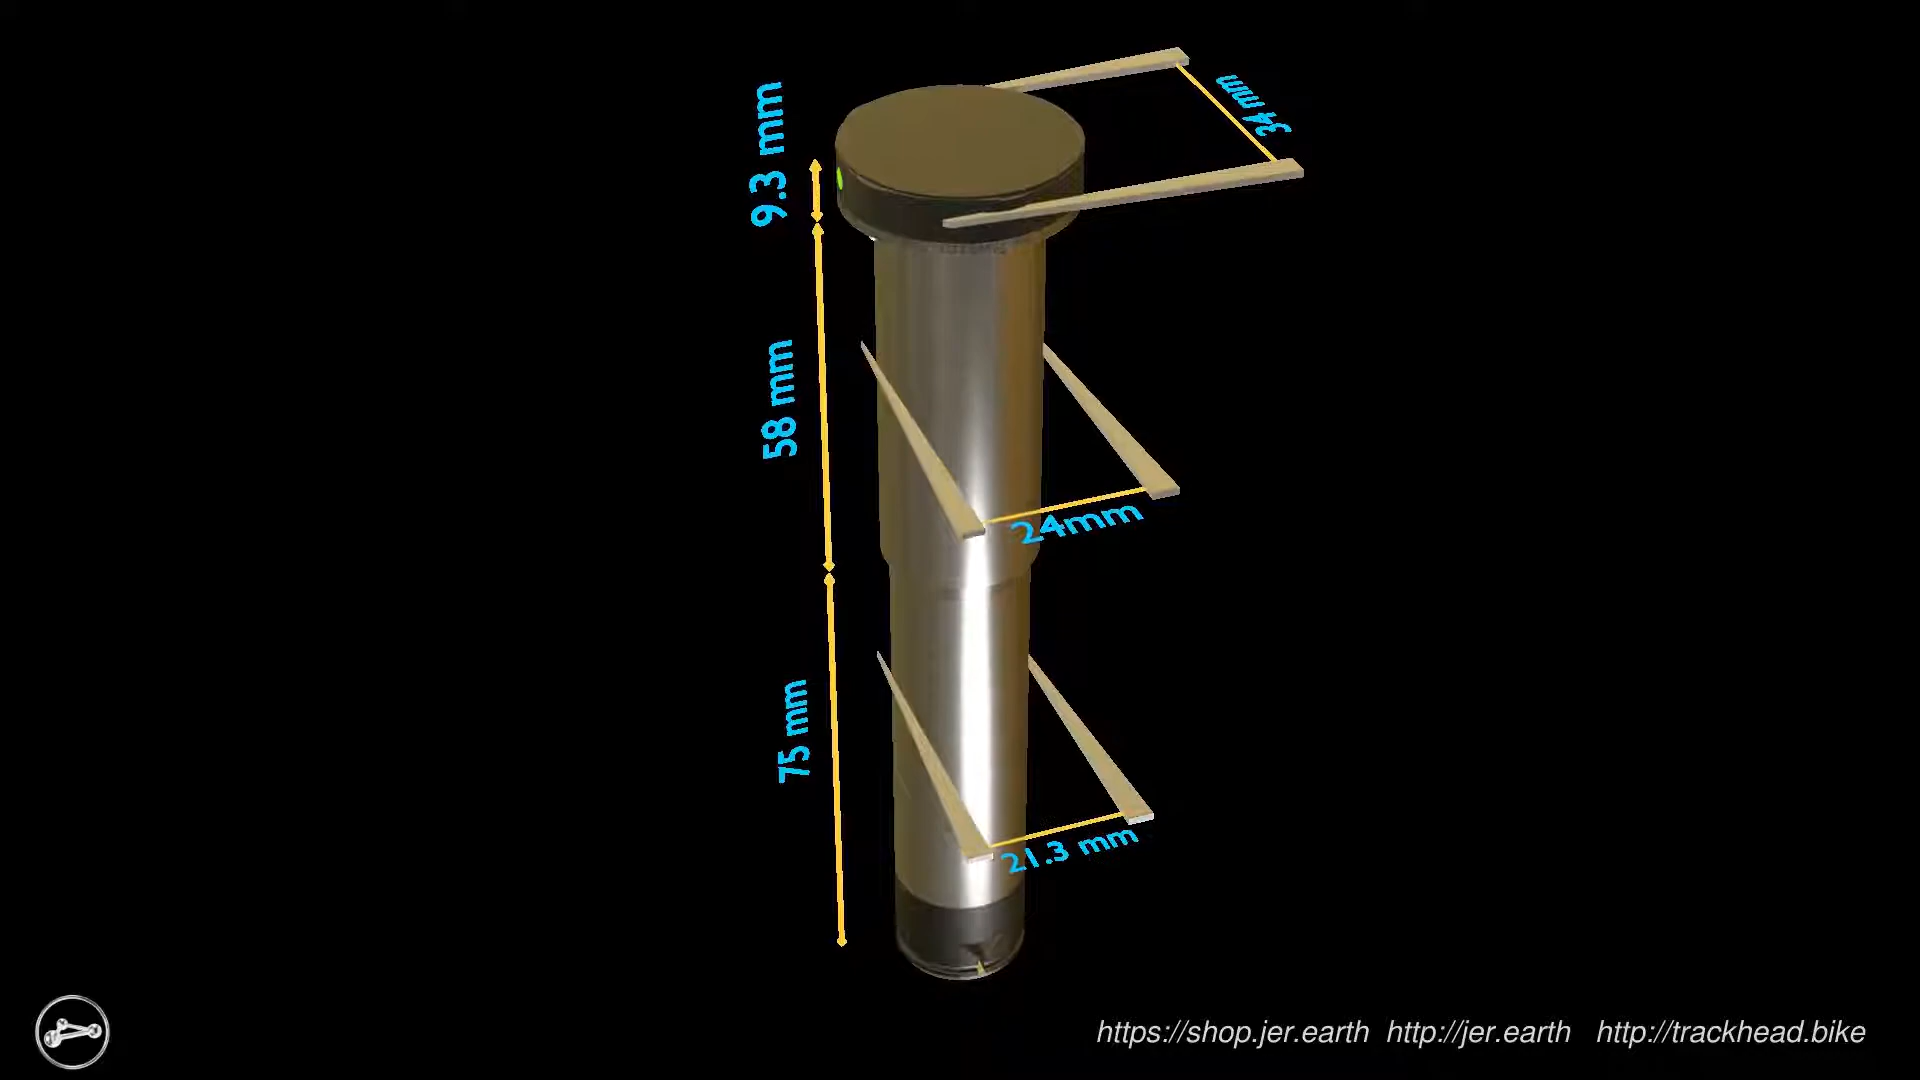 34 mm
9.3 mm
58 mm
24mm
75 mm
21.3 mm
https://shop.jer.earth http://jer.earth http://trackhead.bike